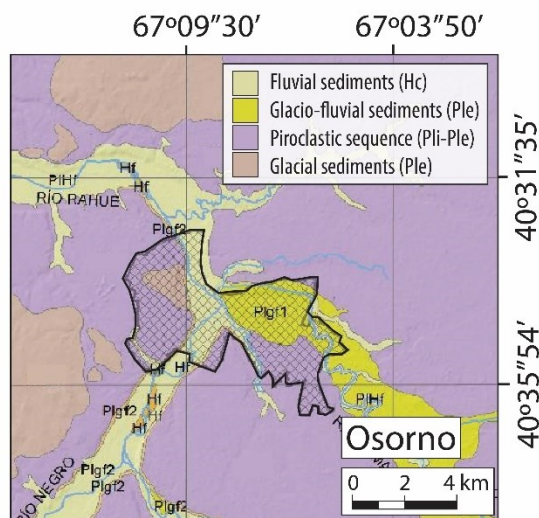 67º09"30'
67º03"50'
Fluvial sediments (Hc)
Glacio-fluvial sediments (Ple)
Piroclastic sequence (Pli-Ple)
Glacial sediments (Ple)
40º31"35'
PlHf
Hf
Hf
RÍO RAHUE
Plgf2
Plgf1
Hf
Hf
40º35"54'
Hf
Plgf2
Hf
Hf
PlHf
Osorno
Plgf2
Plgf2
RÍO NEGRO
Plgf2
0 2 4 km